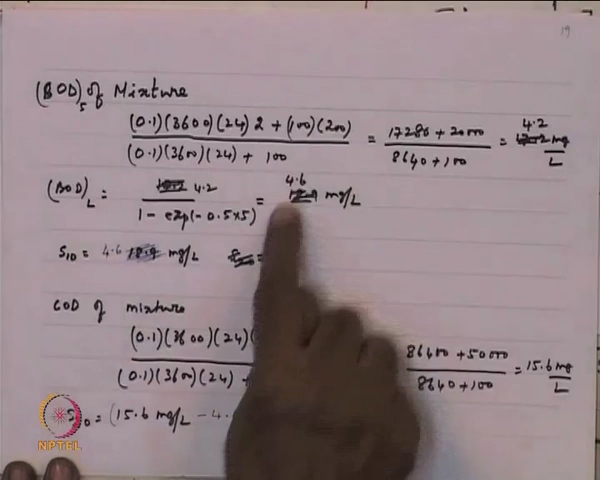 19
(BOD)5 of Mixture
(0.1)(3600)(24) 2 + (100)(200) / (0.1)(3600)(24) + 100 = 17280 + 20000 / 8640 + 100 = 4.2 mg/L
(BOD)L = 4.2 / 1 - exp(-0.5×5) = 4.6 mg/L
S10 = 4.6 mg/L
COD of mixture
(0.1)(3600)(24)( / (0.1)(3600)(24) + 86400 + 50000 / 8640 + 100 = 15.6 mg/L
= (15.6 mg/L - 4.
NPTEL